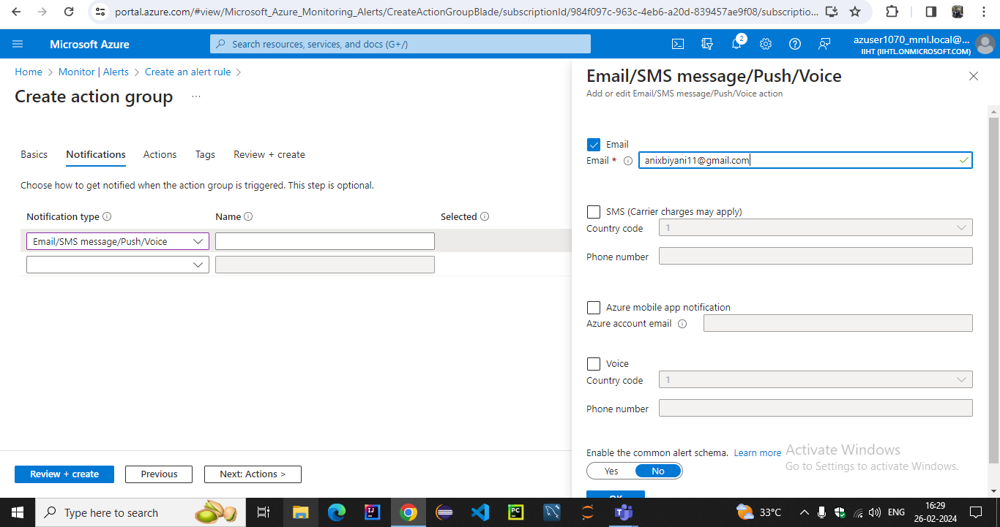 portal.azure.com/#view/Microsoft_Azure_Monitoring_Alerts/CreateActionGroupBlade/subscriptionId/984f097c-963c-4eb6-a20d-839457ae9f08/subscriptio...
Microsoft Azure
Search resources, services, and docs (G+/)
2
azuser1070_mml.local@...
IIHT (IIHTL.ONMICROSOFT.COM)
Home > Monitor | Alerts > Create an alert rule >
Create action group ...
Basics Notifications Actions Tags Review + create
Choose how to get notified when the action group is triggered. This step is optional.
Notification type Name Selected
Email/SMS message/Push/Voice
Review + create Previous Next: Actions >
Email/SMS message/Push/Voice
Add or edit Email/SMS message/Push/Voice action
Email
Email * anixbiyani11@gmail.com
SMS (Carrier charges may apply)
Country code 1
Phone number
Azure mobile app notification
Azure account email
Voice
Country code 1
Phone number
Enable the common alert schema. Learn more
Yes No
OK
Activate Windows
Go to Settings to activate Windows.
Type here to search
33°C
ENG
16:29
26-02-2024